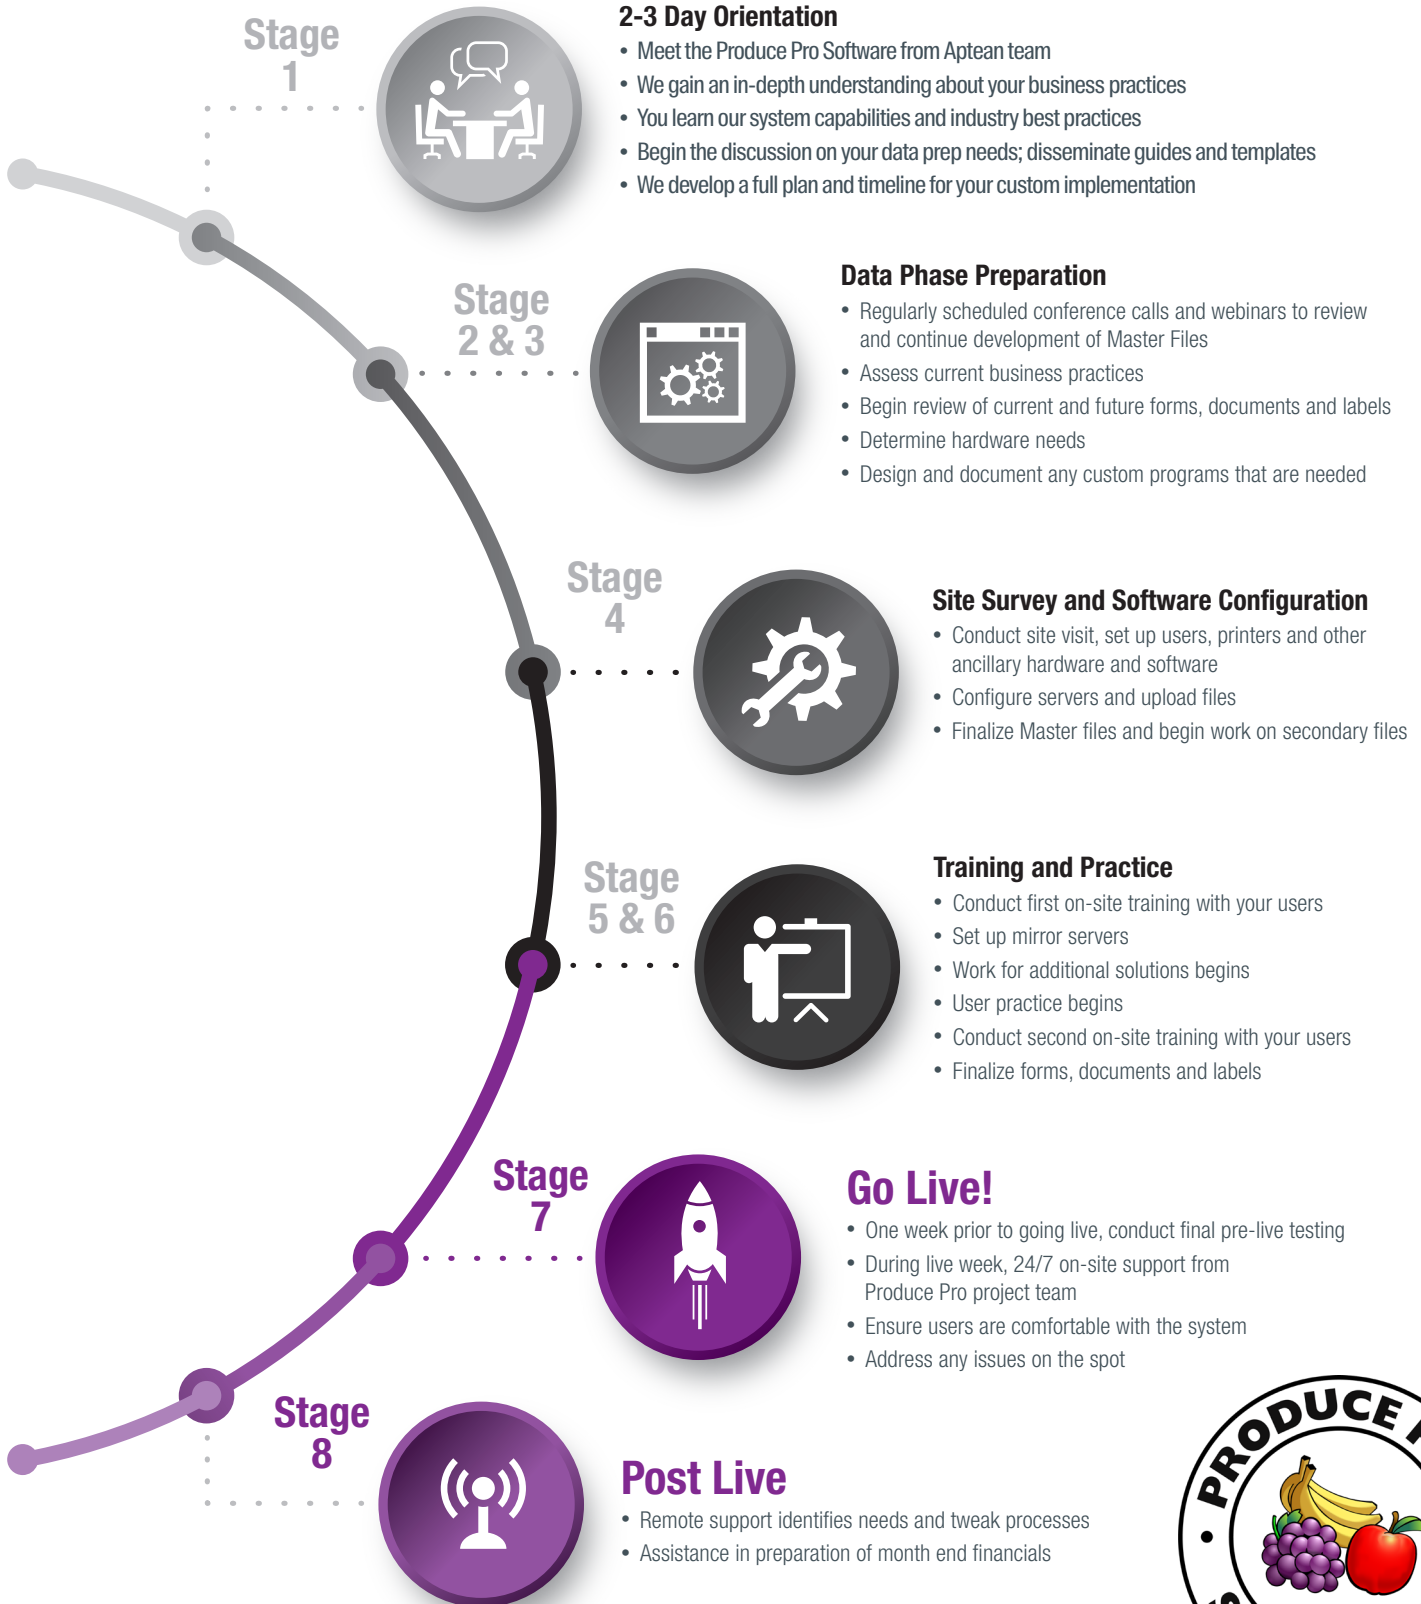 Stage
1
2-3 Day Orientation
• Meet the Produce Pro Software from Aptean team
• We gain an in-depth understanding about your business practices
• You learn our system capabilities and industry best practices
• Begin the discussion on your data prep needs; disseminate guides and templates
• We develop a full plan and timeline for your custom implementation
Stage
2 & 3
Data Phase Preparation
• Regularly scheduled conference calls and webinars to review
and continue development of Master Files
• Assess current business practices
• Begin review of current and future forms, documents and labels
• Determine hardware needs
• Design and document any custom programs that are needed
Stage
4
Site Survey and Software Configuration
• Conduct site visit, set up users, printers and other
ancillary hardware and software
• Configure servers and upload files
• Finalize Master files and begin work on secondary files
Stage
5 & 6
Training and Practice
• Conduct first on-site training with your users
• Set up mirror servers
• Work for additional solutions begins
• User practice begins
• Conduct second on-site training with your users
• Finalize forms, documents and labels
Stage
7
Go Live!
• One week prior to going live, conduct final pre-live testing
• During live week, 24/7 on-site support from
Produce Pro project team
• Ensure users are comfortable with the system
• Address any issues on the spot
Stage
8
Post Live
• Remote support identifies needs and tweak processes
• Assistance in preparation of month end financials
• PRODUCE